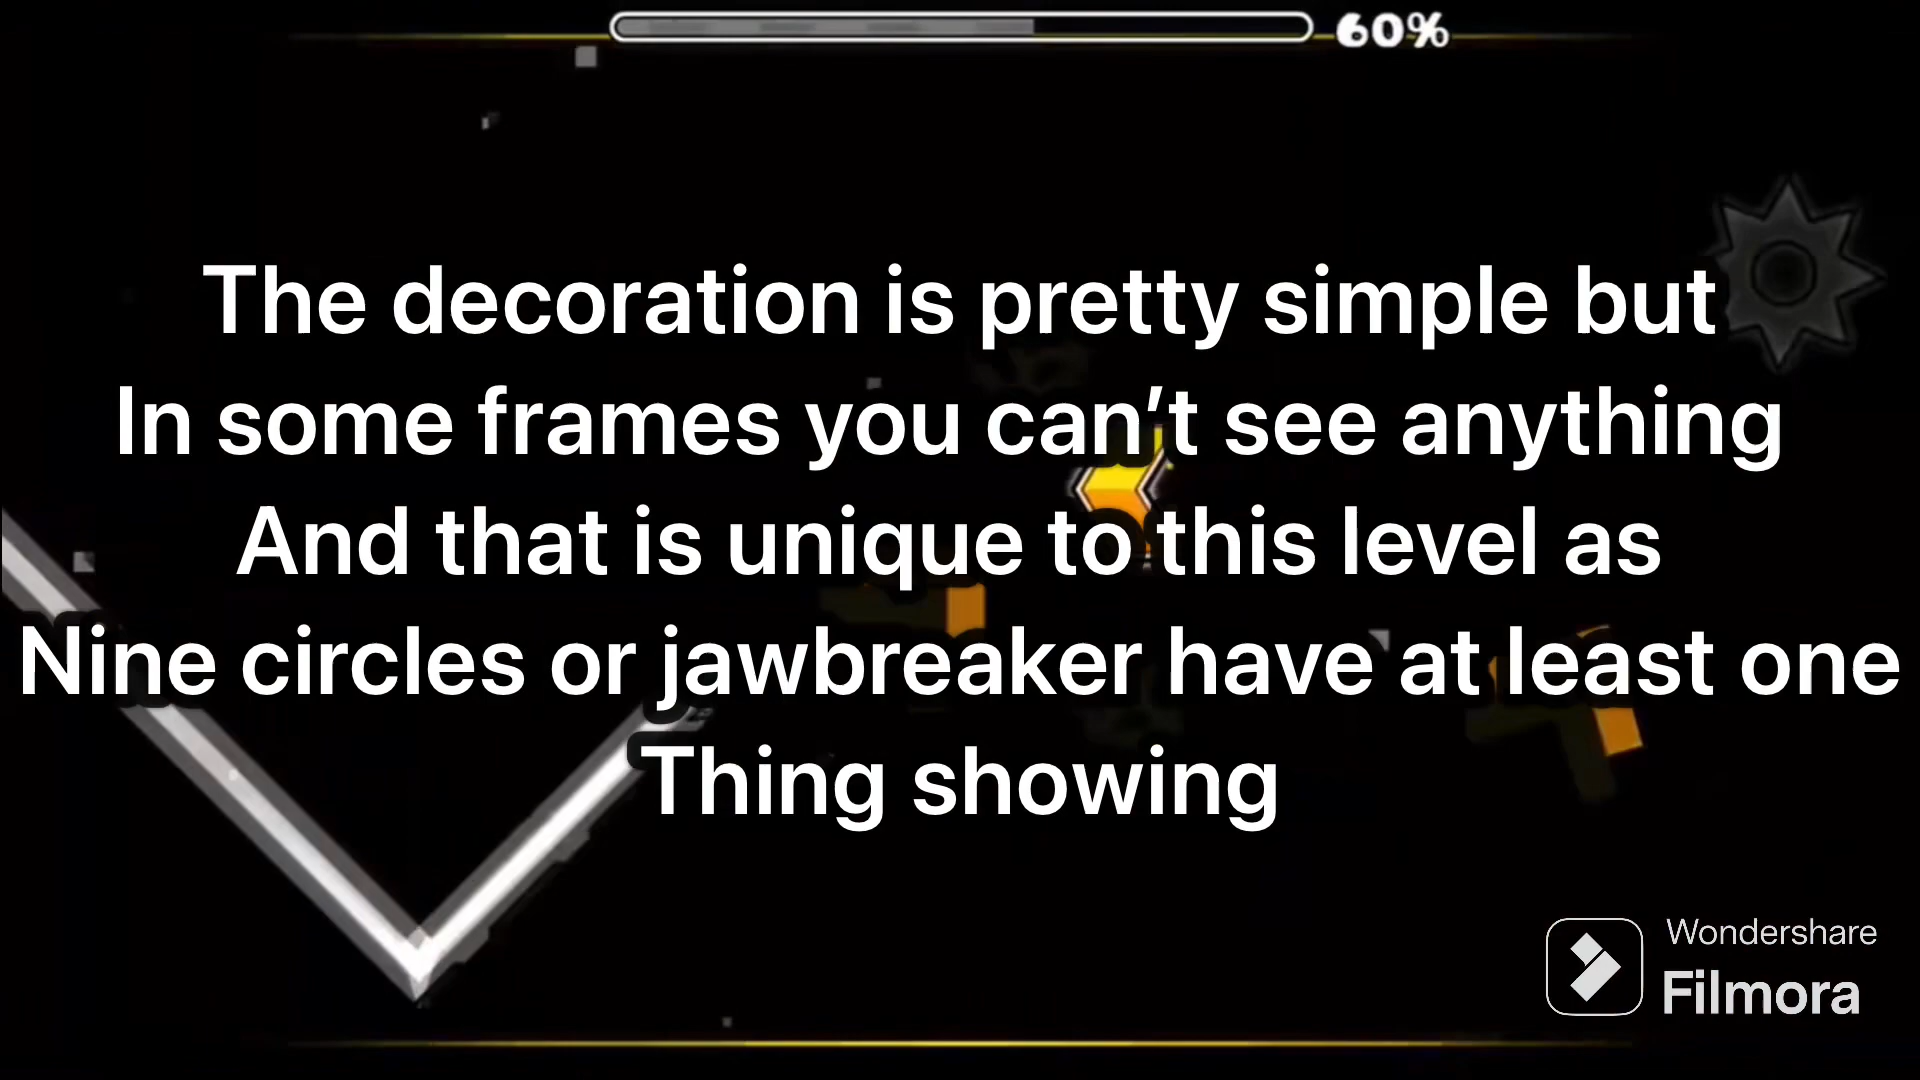 60%
The decoration is pretty simple but
In some frames you can't see anything
And that is unique to this level as
Nine circles or jawbreaker have at least one
Thing showing
Wondershare
Filmora